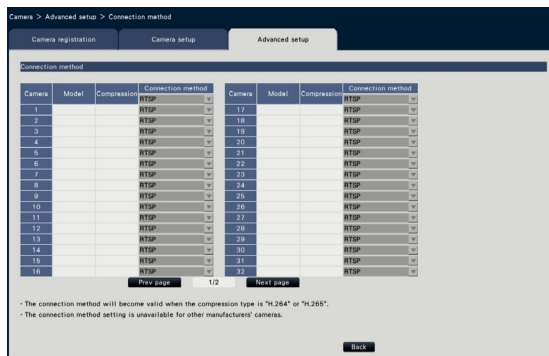 Camera > Advanced setup > Connection method
Camera registration Camera setup Advanced setup
Connection method
Camera Model Compression Connection method Camera Model Compression Connection method
RTSP RTSP
1 RTSP 17 RTSP
2 RTSP 18 RTSP
3 RTSP 19 RTSP
4 RTSP 20 RTSP
5 RTSP 21 RTSP
6 RTSP 22 RTSP
7 RTSP 23 RTSP
8 RTSP 24 RTSP
9 RTSP 25 RTSP
10 RTSP 26 RTSP
11 RTSP 27 RTSP
12 RTSP 28 RTSP
13 RTSP 29 RTSP
14 RTSP 30 RTSP
15 RTSP 31 RTSP
16 RTSP 32 RTSP
Prev page 1/2 Next page
・The connection method will become valid when the compression type is "H.264" or "H.265".
・The connection method setting is unavailable for other manufacturers' cameras.
Back